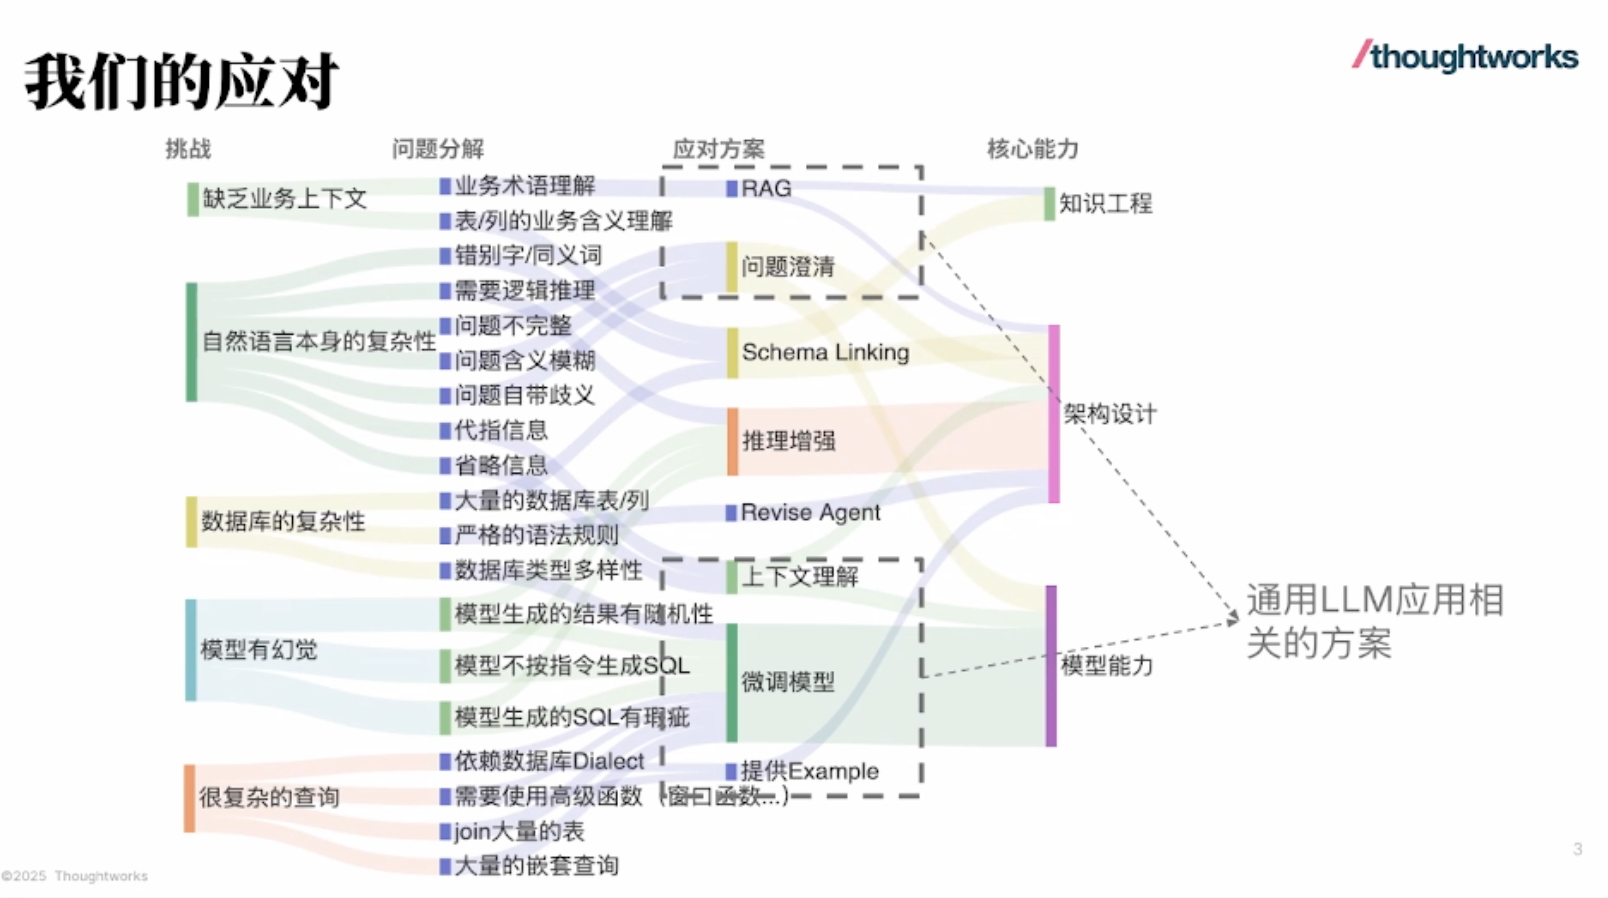 我们的应对
/thoughtworks
挑战
问题分解
应对方案
核心能力
缺乏业务上下文
自然语言本身的复杂性
数据库的复杂性
模型有幻觉
很复杂的查询
业务术语理解
表/列的业务含义理解
错别字/同义词
需要逻辑推理
问题不完整
问题含义模糊
问题自带歧义
代指信息
省略信息
大量的数据库表/列
严格的语法规则
数据库类型多样性
模型生成的结果有随机性
模型不按指令生成SQL
模型生成的SQL有瑕疵
依赖数据库Dialect
需要使用高级函数（窗口函数...）
join大量的表
大量的嵌套查询
RAG
问题澄清
Schema Linking
推理增强
Revise Agent
上下文理解
微调模型
提供Example
知识工程
架构设计
模型能力
通用LLM应用相
关的方案
©2025 Thoughtworks
3